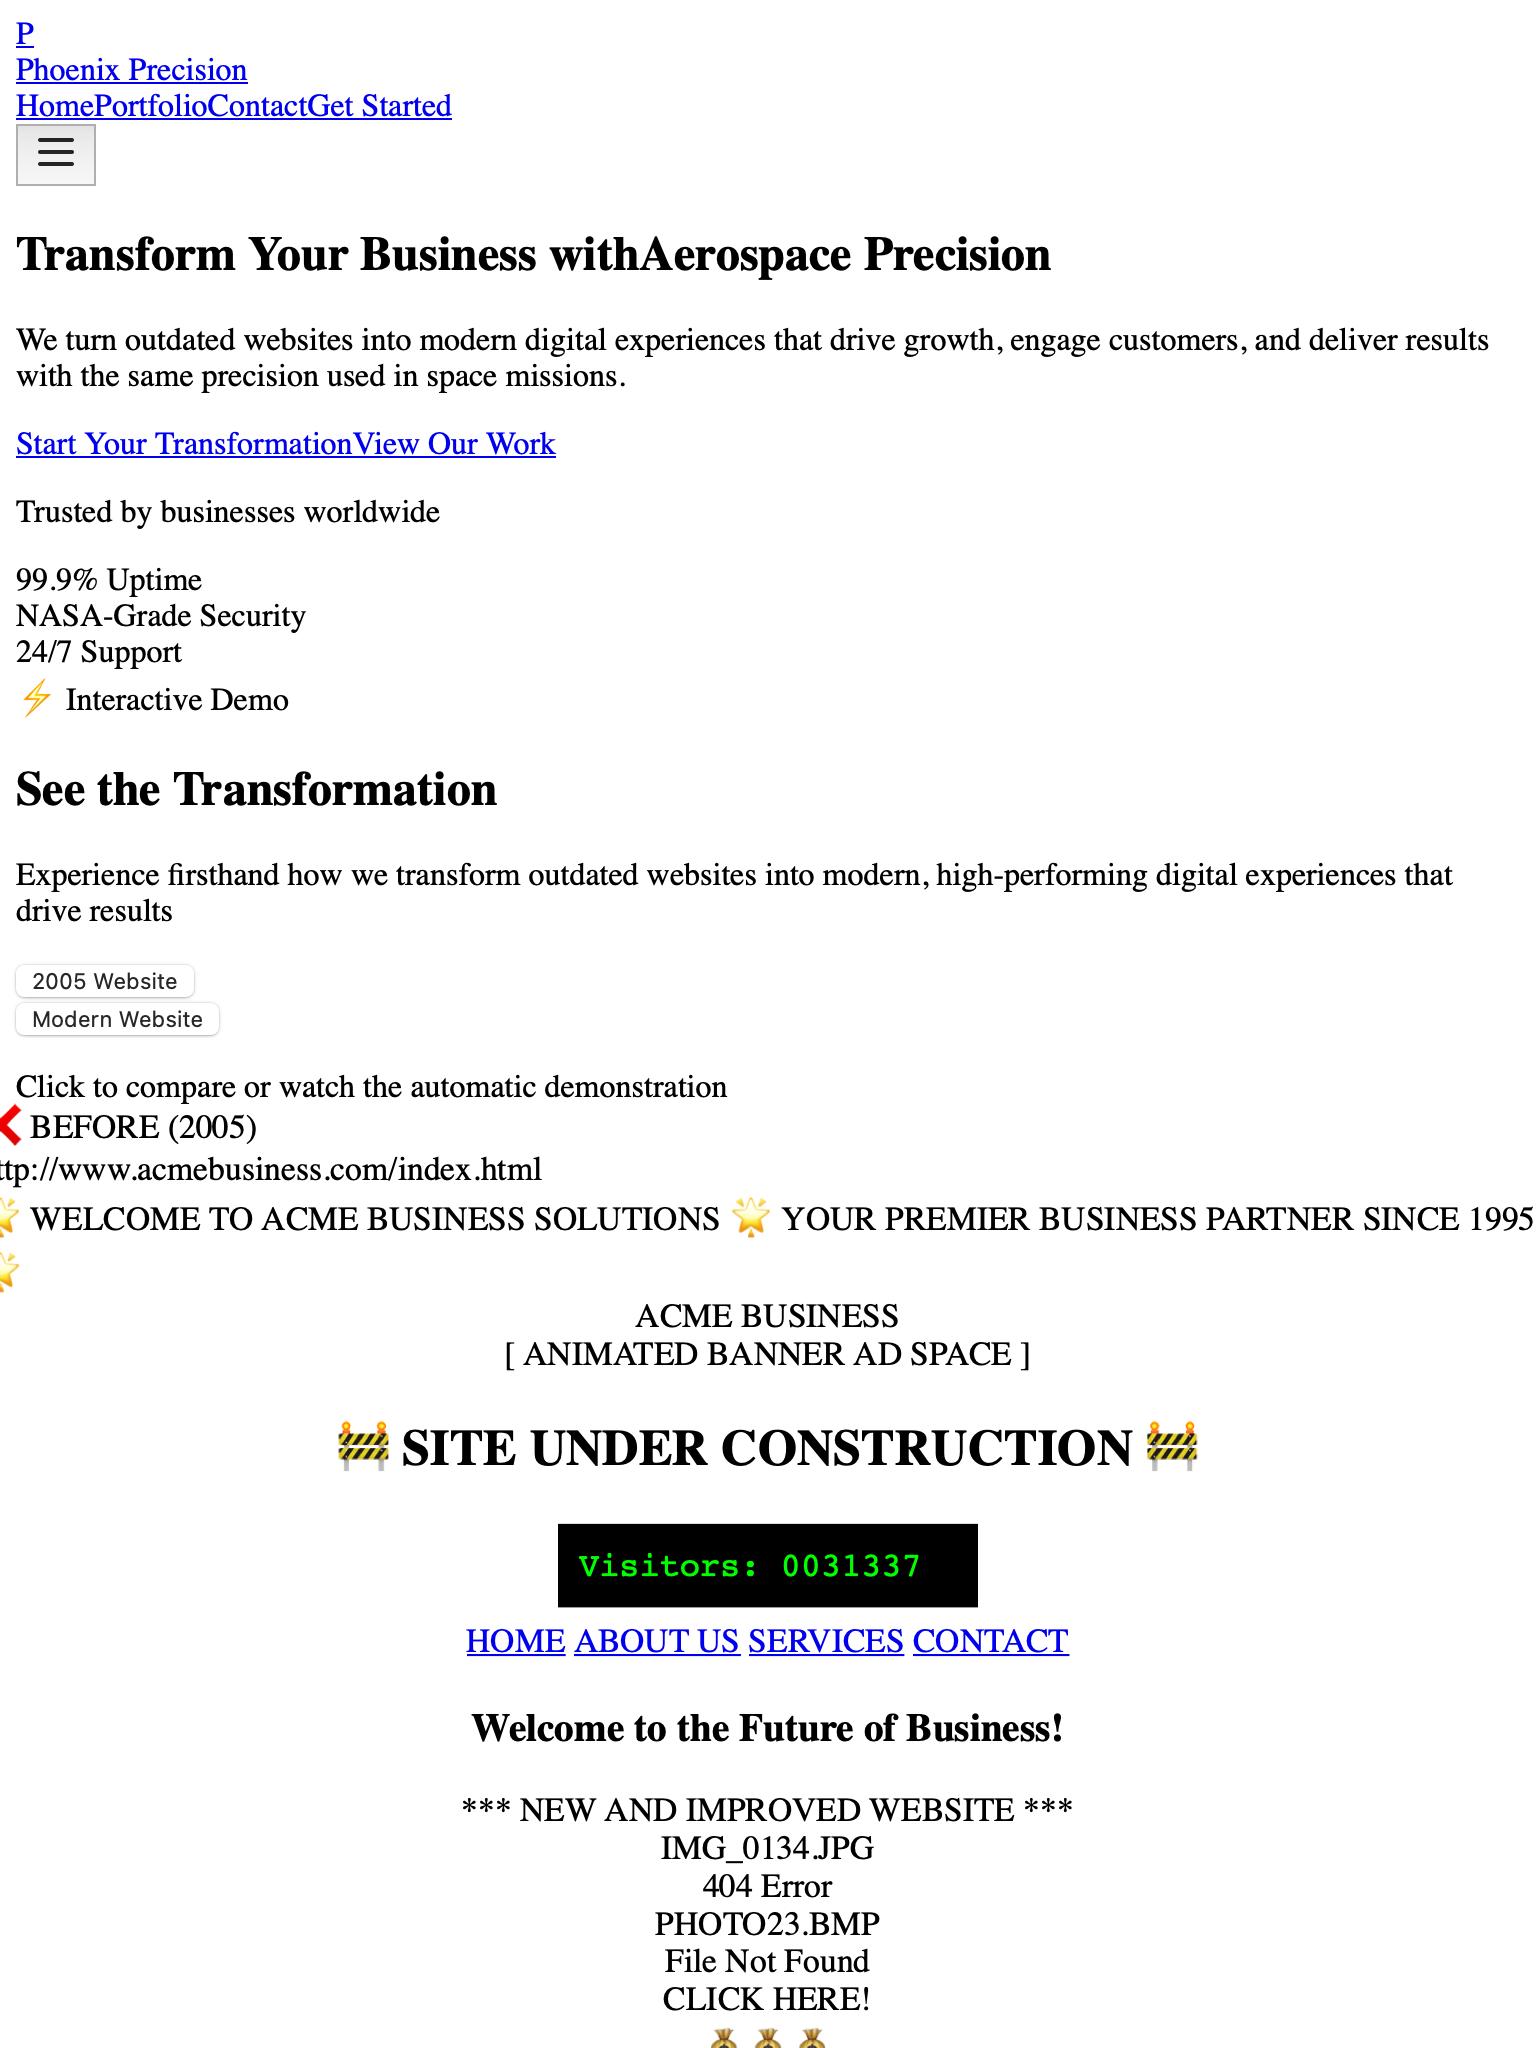 P
Phoenix Precision
HomePortfolioContactGet Started
Transform Your Business withAerospace Precision
We turn outdated websites into modern digital experiences that drive growth, engage customers, and deliver results
with the same precision used in space missions.
Start Your TransformationView Our Work
Trusted by businesses worldwide
99.9% Uptime
NASA-Grade Security
24/7 Support
⚡ Interactive Demo
See the Transformation
Experience firsthand how we transform outdated websites into modern, high-performing digital experiences that
drive results
2005 Website
Modern Website
Click to compare or watch the automatic demonstration
❌ BEFORE (2005)
ttp://www.acmebusiness.com/index.html
🌟 WELCOME TO ACME BUSINESS SOLUTIONS 🌟 YOUR PREMIER BUSINESS PARTNER SINCE 1995
🌟
ACME BUSINESS
[ ANIMATED BANNER AD SPACE ]
🚧 SITE UNDER CONSTRUCTION 🚧
Visitors: 0031337
HOME ABOUT US SERVICES CONTACT
Welcome to the Future of Business!
*** NEW AND IMPROVED WEBSITE ***
IMG_0134.JPG
404 Error
PHOTO23.BMP
File Not Found
CLICK HERE!
💰 💰 💰